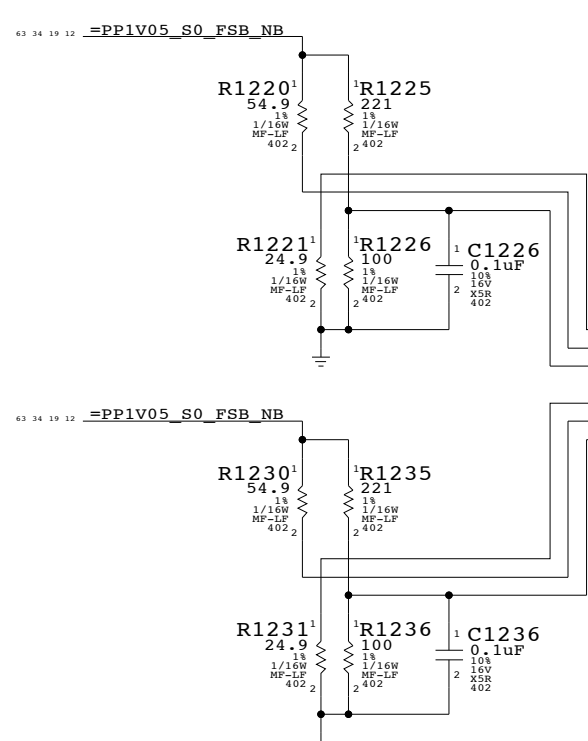 63 34 19 12 =PP1V05_S0_FSB_NB
R1220 1
54.9
1%
1/16W
MF-LF
402 2
1 R1225
221
1%
1/16W
MF-LF
2 402
R1221 1
24.9
1%
1/16W
MF-LF
402 2
1 R1226
100
1%
1/16W
MF-LF
2 402
1 C1226
0.1uF
10%
16V
2 X5R
402
63 34 19 12 =PP1V05_S0_FSB_NB
R1230 1
54.9
1%
1/16W
MF-LF
402 2
1 R1235
221
1%
1/16W
MF-LF
2 402
R1231 1
24.9
1%
1/16W
MF-LF
402 2
1 R1236
100
1%
1/16W
MF-LF
2 402
1 C1236
0.1uF
10%
16V
2 X5R
402